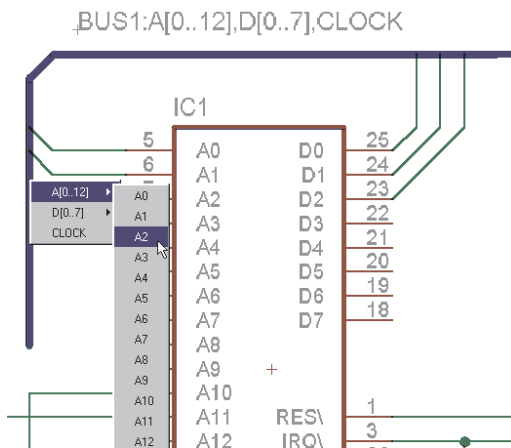 BUS1:A[0..12],D[0..7],CLOCK
IC1
5 A0 D0 25
6 A1 D1 24
A2 D2 23
A3 D3 22
A4 D4 21
A5 D5 20
A6 D6 19
A7 D7 18
A8
A9
A10
A11 RES\ 1
A12 IRQ\ 3
A[0..12]
D[0..7]
CLOCK
A0
A1
A2
A3
A4
A5
A6
A7
A8
A9
A10
A11
A12